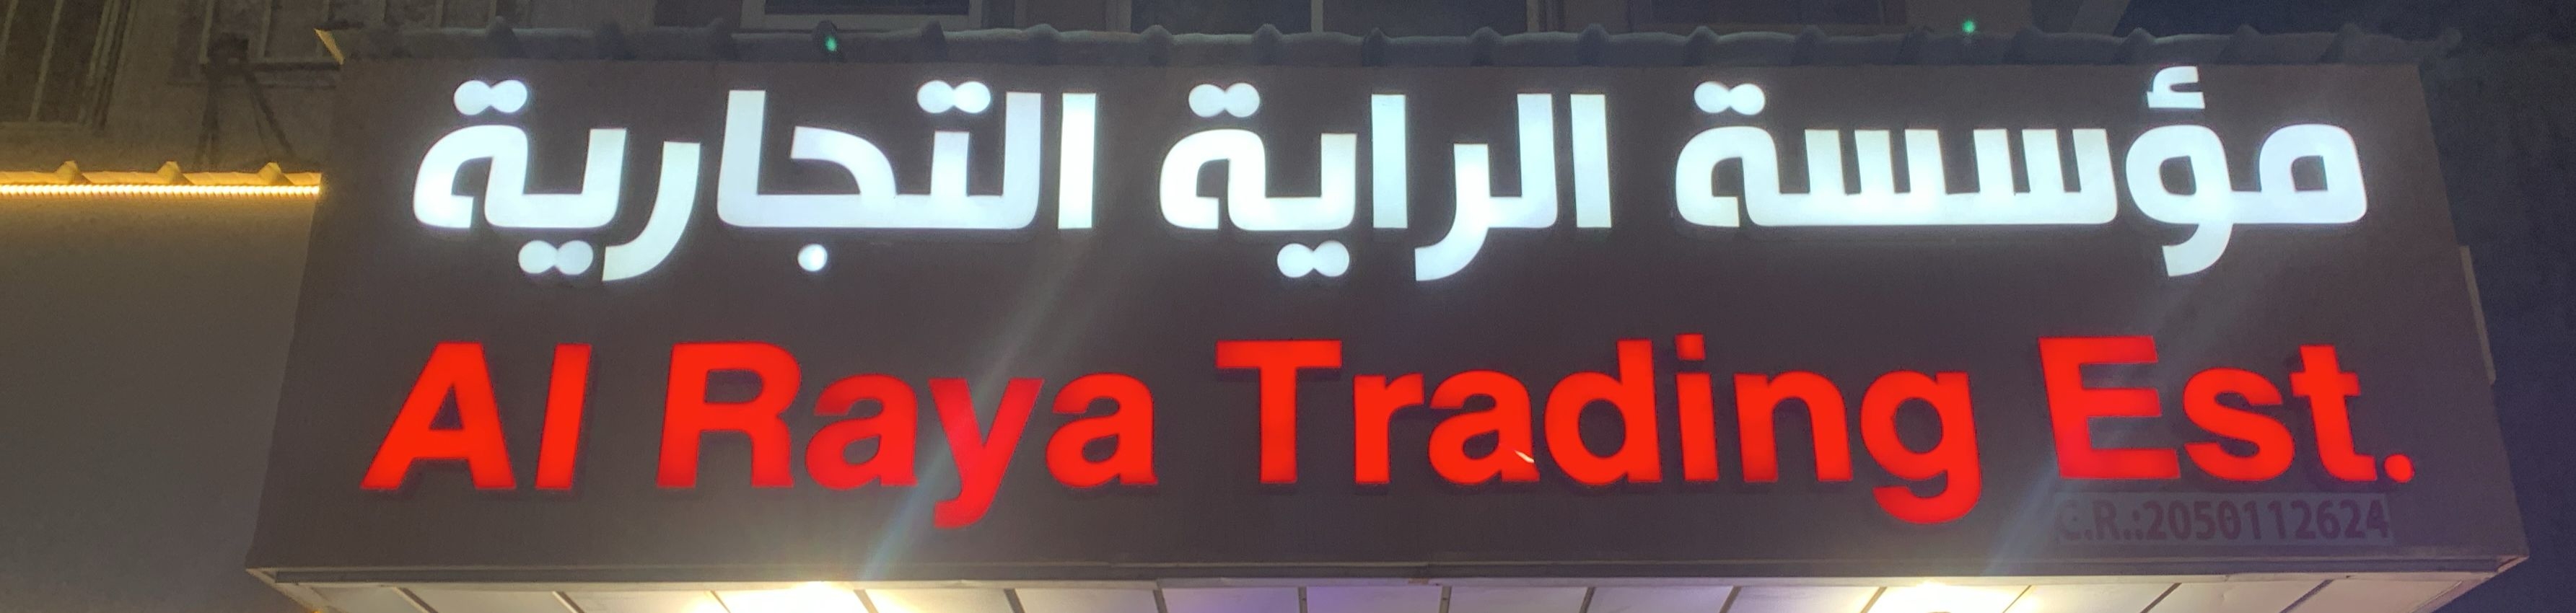 مؤسسة الراية التجارية
Al Raya Trading Est.
C.R.:2050112624